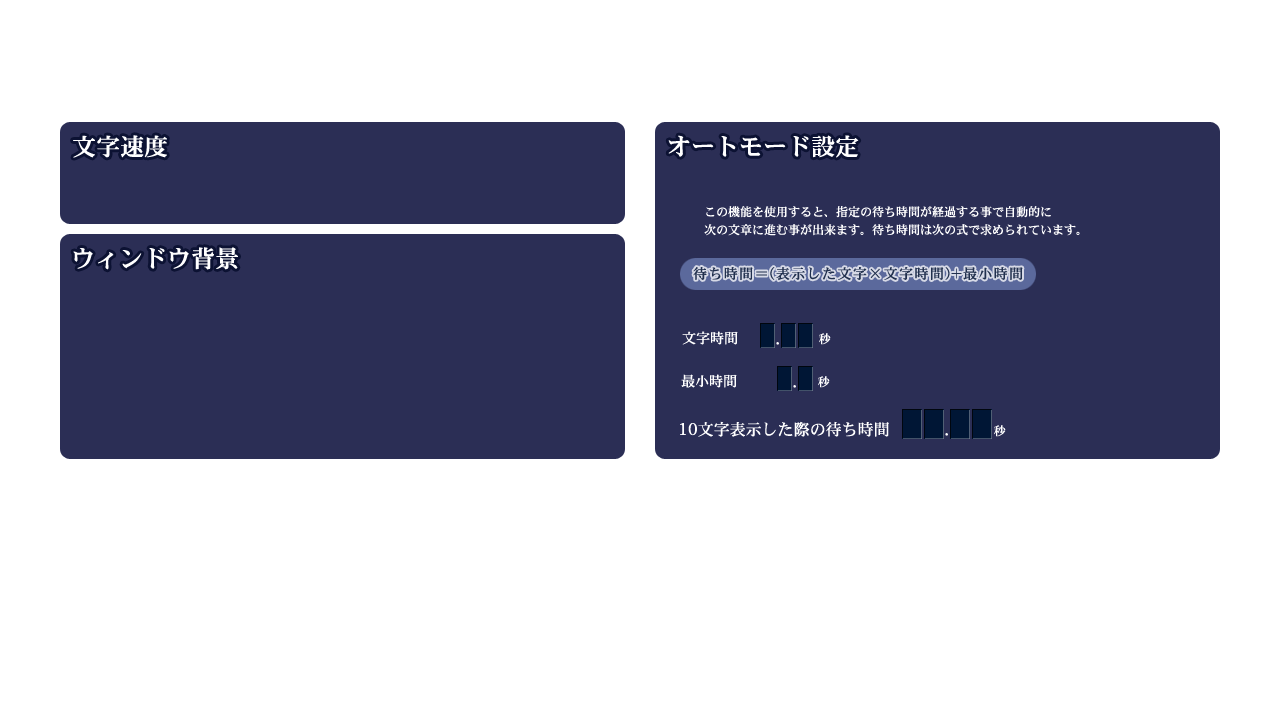 文字速度
ウィンドウ背景
オートモード設定
この機能を使用すると、指定の待ち時間が経過する事で自動的に
次の文章に進む事が出来ます。待ち時間は次の式で求められています。
待ち時間＝(表示した文字×文字時間)＋最小時間
文字時間 . 秒
最小時間 . 秒
10文字表示した際の待ち時間 . 秒